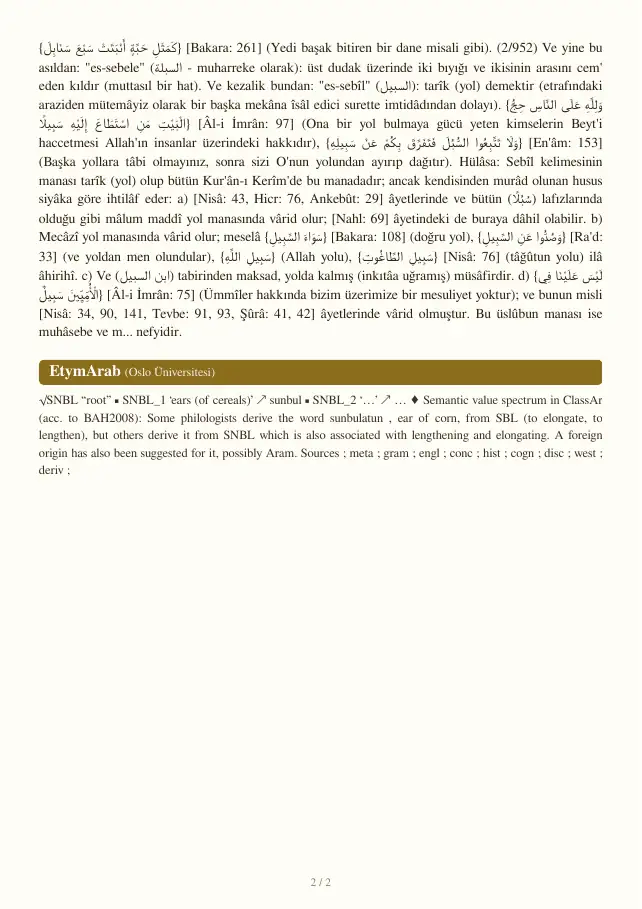 {كَمَثَلِ حَبَّةٍ أَنْبَتَتْ سَبْعَ سَنَابِلَ} [Bakara: 261] (Yedi başak bitiren bir dane misali gibi). (2/952) Ve yine bu
asıldan: "es-sebele" (السبلة - muharreke olarak): üst dudak üzerinde iki bıyığı ve ikisinin arasını cem'
eden kıldır (muttasıl bir hat). Ve kezalik bundan: "es-sebîl" (السبيل): tarîk (yol) demektir (etrafındaki
araziden mütemâyiz olarak bir başka mekâna îsâl edici surette imtidâdından dolayı). {وَلِلَّهِ عَلَى النَّاسِ حِجُّ
الْبَيْتِ مَنِ اسْتَطَاعَ إِلَيْهِ سَبِيلًا} [Âl-i İmrân: 97] (Ona bir yol bulmaya gücü yeten kimselerin Beyt'i
haccetmesi Allah'ın insanlar üzerindeki hakkıdır), {وَلَا تَتَّبِعُوا السُّبُلَ فَتَفَرَّقَ بِكُمْ عَنْ سَبِيلِهِ} [En'âm: 153]
(Başka yollara tâbi olmayınız, sonra sizi O'nun yolundan ayırıp dağıtır). Hülâsa: Sebîl kelimesinin
manası tarîk (yol) olup bütün Kur'ân-ı Kerîm'de bu manadadır; ancak kendisinden murâd olunan husus
siyâka göre ihtilâf eder: a) [Nisâ: 43, Hicr: 76, Ankebût: 29] âyetlerinde ve bütün (سُبُلًا) lafızlarında
olduğu gibi mâlum maddî yol manasında vârid olur; [Nahl: 69] âyetindeki de buraya dâhil olabilir. b)
Mecâzî yol manasında vârid olur; meselâ {سَوَاءَ السَّبِيلِ} [Bakara: 108] (doğru yol), {وَصُدُّوا عَنِ السَّبِيلِ} [Ra'd:
33] (ve yoldan men olundular), {سَبِيلِ اللَّهِ} (Allah yolu), {سَبِيلِ الطَّاغُوتِ} [Nisâ: 76] (tâğûtun yolu) ilâ
âhirihî. c) Ve (ابن السبيل) tabirinden maksad, yolda kalmış (inkıtâa uğramış) müsâfirdir. d) {لَيْسَ عَلَيْنَا فِي
الْأُمِّيِّينَ سَبِيلٌ} [Âl-i İmrân: 75] (Ümmîler hakkında bizim üzerimize bir mesuliyet yoktur); ve bunun misli
[Nisâ: 34, 90, 141, Tevbe: 91, 93, Şûrâ: 41, 42] âyetlerinde vârid olmuştur. Bu üslûbun manası ise
muhâsebe ve m... nefyidir.
EtymArab (Oslo Üniversitesi)
√SNBL “root” ▪ SNBL_1 ‘ears (of cereals)’ ↗ sunbul ▪ SNBL_2 ‘…’ ↗ … ♦ Semantic value spectrum in ClassAr
(acc. to BAH2008): Some philologists derive the word sunbulatun , ear of corn, from SBL (to elongate, to
lengthen), but others derive it from SNBL which is also associated with lengthening and elongating. A foreign
origin has also been suggested for it, possibly Aram. Sources ; meta ; gram ; engl ; conc ; hist ; cogn ; disc ; west ;
deriv ;
2 / 2